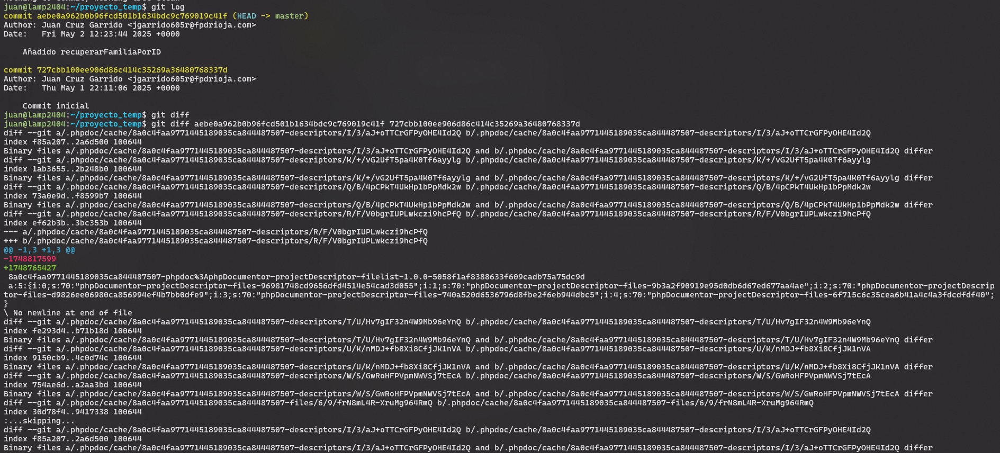 juan@lamp2404:~/proyecto_temp$ git log
commit aebe0a962b0b96fcd501b1634bdc9c769019c41f (HEAD -> master)
Author: Juan Cruz Garrido <jgarrido605r@fpdrioja.com>
Date:   Fri May 2 12:23:44 2025 +0000
Añadido recuperarFamiliaPorID
commit 727cbb100ee906d86c414c35269a36480768337d
Author: Juan Cruz Garrido <jgarrido605r@fpdrioja.com>
Date:   Thu May 1 22:11:06 2025 +0000
Commit inicial
juan@lamp2404:~/proyecto_temp$ git diff
juan@lamp2404:~/proyecto_temp$ git diff aebe0a962b0b96fcd501b1634bdc9c769019c41f 727cbb100ee906d86c414c35269a36480768337d
diff --git a/.phpdoc/cache/8a0c4faa9771445189035ca844487507-descriptors/I/3/aJ+oTTCrGFPyOHE4Id2Q b/.phpdoc/cache/8a0c4faa9771445189035ca844487507-descriptors/I/3/aJ+oTTCrGFPyOHE4Id2Q
index f85a207..2a6d500 100644
Binary files a/.phpdoc/cache/8a0c4faa9771445189035ca844487507-descriptors/I/3/aJ+oTTCrGFPyOHE4Id2Q and b/.phpdoc/cache/8a0c4faa9771445189035ca844487507-descriptors/I/3/aJ+oTTCrGFPyOHE4Id2Q differ
diff --git a/.phpdoc/cache/8a0c4faa9771445189035ca844487507-descriptors/K/+/vG2UfT5pa4K0Tf6ayylg b/.phpdoc/cache/8a0c4faa9771445189035ca844487507-descriptors/K/+/vG2UfT5pa4K0Tf6ayylg
index 1ab3655..2b248b0 100644
Binary files a/.phpdoc/cache/8a0c4faa9771445189035ca844487507-descriptors/K/+/vG2UfT5pa4K0Tf6ayylg and b/.phpdoc/cache/8a0c4faa9771445189035ca844487507-descriptors/K/+/vG2UfT5pa4K0Tf6ayylg differ
diff --git a/.phpdoc/cache/8a0c4faa9771445189035ca844487507-descriptors/Q/B/4pCPkT4UkHp1bPpMdk2w b/.phpdoc/cache/8a0c4faa9771445189035ca844487507-descriptors/Q/B/4pCPkT4UkHp1bPpMdk2w
index 73a0e9d..f8599b7 100644
Binary files a/.phpdoc/cache/8a0c4faa9771445189035ca844487507-descriptors/Q/B/4pCPkT4UkHp1bPpMdk2w and b/.phpdoc/cache/8a0c4faa9771445189035ca844487507-descriptors/Q/B/4pCPkT4UkHp1bPpMdk2w differ
diff --git a/.phpdoc/cache/8a0c4faa9771445189035ca844487507-descriptors/R/F/V0bgrIUPLwkczi9hcPfQ b/.phpdoc/cache/8a0c4faa9771445189035ca844487507-descriptors/R/F/V0bgrIUPLwkczi9hcPfQ
index ef62b3b..3bc353b 100644
--- a/.phpdoc/cache/8a0c4faa9771445189035ca844487507-descriptors/R/F/V0bgrIUPLwkczi9hcPfQ
+++ b/.phpdoc/cache/8a0c4faa9771445189035ca844487507-descriptors/R/F/V0bgrIUPLwkczi9hcPfQ
@@ -1,3 +1,3 @@
-1748817599
+1748765427
8a0c4faa9771445189035ca844487507-phpdoc%3AphpDocumentor-projectDescriptor-filelist-1.0.0-5058f1af8388633f609cadb75a75dc9d
a:5:{i:0;s:70:"phpDocumentor-projectDescriptor-files-96981748cd9656dfd4514e54cad3d055";i:1;s:70:"phpDocumentor-projectDescriptor-files-9b3a2f90919e95d0db6d67ed677aa4ae";i:2;s:70:"phpDocumentor-projectDescrip
tor-files-d9826ee06980ca856994ef4b7bb0dfe9";i:3;s:70:"phpDocumentor-projectDescriptor-files-740a520d6536796d8fbe2f6eb944dbc5";i:4;s:70:"phpDocumentor-projectDescriptor-files-6f715c6c35cea6b41a4c4a3fdcdfdf40";
}
\ No newline at end of file
diff --git a/.phpdoc/cache/8a0c4faa9771445189035ca844487507-descriptors/T/U/Hv7gIF32n4W9Mb96eYnQ b/.phpdoc/cache/8a0c4faa9771445189035ca844487507-descriptors/T/U/Hv7gIF32n4W9Mb96eYnQ
index fe293d4..b71b18d 100644
Binary files a/.phpdoc/cache/8a0c4faa9771445189035ca844487507-descriptors/T/U/Hv7gIF32n4W9Mb96eYnQ and b/.phpdoc/cache/8a0c4faa9771445189035ca844487507-descriptors/T/U/Hv7gIF32n4W9Mb96eYnQ differ
diff --git a/.phpdoc/cache/8a0c4faa9771445189035ca844487507-descriptors/U/K/nMDJ+fb8Xi8CfjJK1nVA b/.phpdoc/cache/8a0c4faa9771445189035ca844487507-descriptors/U/K/nMDJ+fb8Xi8CfjJK1nVA
index 9150cb9..4c0d74c 100644
Binary files a/.phpdoc/cache/8a0c4faa9771445189035ca844487507-descriptors/U/K/nMDJ+fb8Xi8CfjJK1nVA and b/.phpdoc/cache/8a0c4faa9771445189035ca844487507-descriptors/U/K/nMDJ+fb8Xi8CfjJK1nVA differ
diff --git a/.phpdoc/cache/8a0c4faa9771445189035ca844487507-descriptors/W/S/GwRoHFPVpmNWVSj7tEcA b/.phpdoc/cache/8a0c4faa9771445189035ca844487507-descriptors/W/S/GwRoHFPVpmNWVSj7tEcA
index 754ae6d..a2aa3bd 100644
Binary files a/.phpdoc/cache/8a0c4faa9771445189035ca844487507-descriptors/W/S/GwRoHFPVpmNWVSj7tEcA and b/.phpdoc/cache/8a0c4faa9771445189035ca844487507-descriptors/W/S/GwRoHFPVpmNWVSj7tEcA differ
diff --git a/.phpdoc/cache/8a0c4faa9771445189035ca844487507-files/6/9/frN8mL4R-XruMg964RmQ b/.phpdoc/cache/8a0c4faa9771445189035ca844487507-files/6/9/frN8mL4R-XruMg964RmQ
index 30d78f4..9417338 100644
:...skipping...
diff --git a/.phpdoc/cache/8a0c4faa9771445189035ca844487507-descriptors/I/3/aJ+oTTCrGFPyOHE4Id2Q b/.phpdoc/cache/8a0c4faa9771445189035ca844487507-descriptors/I/3/aJ+oTTCrGFPyOHE4Id2Q
index f85a207..2a6d500 100644
Binary files a/.phpdoc/cache/8a0c4faa9771445189035ca844487507-descriptors/I/3/aJ+oTTCrGFPyOHE4Id2Q and b/.phpdoc/cache/8a0c4faa9771445189035ca844487507-descriptors/I/3/aJ+oTTCrGFPyOHE4Id2Q differ